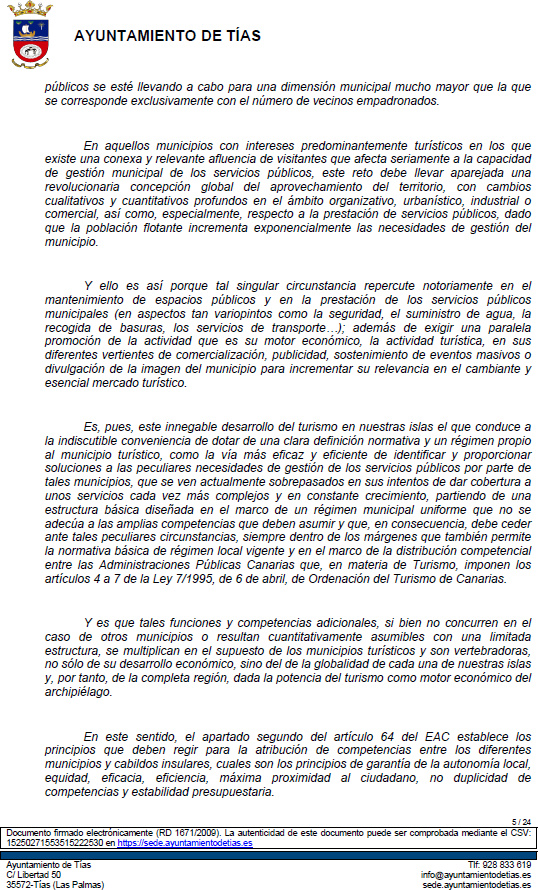 AYUNTAMIENTO DE TÍAS
públicos se esté llevando a cabo para una dimensión municipal mucho mayor que la que
se corresponde exclusivamente con el número de vecinos empadronados.
En aquellos municipios con intereses predominantemente turísticos en los que
existe una conexa y relevante afluencia de visitantes que afecta seriamente a la capacidad
de gestión municipal de los servicios públicos, este reto debe llevar aparejada una
revolucionaria concepción global del aprovechamiento del territorio, con cambios
cualitativos y cuantitativos profundos en el ámbito organizativo, urbanístico, industrial o
comercial, así como, especialmente, respecto a la prestación de servicios públicos, dado
que la población flotante incrementa exponencialmente las necesidades de gestión del
municipio.
Y ello es así porque tal singular circunstancia repercute notoriamente en el
mantenimiento de espacios públicos y en la prestación de los servicios públicos
municipales (en aspectos tan variopintos como la seguridad, el suministro de agua, la
recogida de basuras, los servicios de transporte…); además de exigir una paralela
promoción de la actividad que es su motor económico, la actividad turística, en sus
diferentes vertientes de comercialización, publicidad, sostenimiento de eventos masivos o
divulgación de la imagen del municipio para incrementar su relevancia en el cambiante y
esencial mercado turístico.
Es, pues, este innegable desarrollo del turismo en nuestras islas el que conduce a
la indiscutible conveniencia de dotar de una clara definición normativa y un régimen propio
al municipio turístico, como la vía más eficaz y eficiente de identificar y proporcionar
soluciones a las peculiares necesidades de gestión de los servicios públicos por parte de
tales municipios, que se ven actualmente sobrepasados en sus intentos de dar cobertura a
unos servicios cada vez más complejos y en constante crecimiento, partiendo de una
estructura básica diseñada en el marco de un régimen municipal uniforme que no se
adecúa a las amplias competencias que deben asumir y que, en consecuencia, debe ceder
ante tales peculiares circunstancias, siempre dentro de los márgenes que también permite
la normativa básica de régimen local vigente y en el marco de la distribución competencial
entre las Administraciones Públicas Canarias que, en materia de Turismo, imponen los
artículos 4 a 7 de la Ley 7/1995, de 6 de abril, de Ordenación del Turismo de Canarias.
Y es que tales funciones y competencias adicionales, si bien no concurren en el
caso de otros municipios o resultan cuantitativamente asumibles con una limitada
estructura, se multiplican en el supuesto de los municipios turísticos y son vertebradoras,
no sólo de su desarrollo económico, sino del de la globalidad de cada una de nuestras islas
y, por tanto, de la completa región, dada la potencia del turismo como motor económico del
archipiélago.
En este sentido, el apartado segundo del artículo 64 del EAC establece los
principios que deben regir para la atribución de competencias entre los diferentes
municipios y cabildos insulares, cuales son los principios de garantía de la autonomía local,
equidad, eficacia, eficiencia, máxima proximidad al ciudadano, no duplicidad de
competencias y estabilidad presupuestaria.
5 / 24
Documento firmado electrónicamente (RD 1671/2009). La autenticidad de este documento puede ser comprobada mediante el CSV:
15250271553515222530 en https://sede.ayuntamientodetias.es
Ayuntamiento de Tías
Tlf: 928 833 619
C/ Libertad 50
info@ayuntamientodetias.es
35572-Tías (Las Palmas)
sede.ayuntamientodetias.es